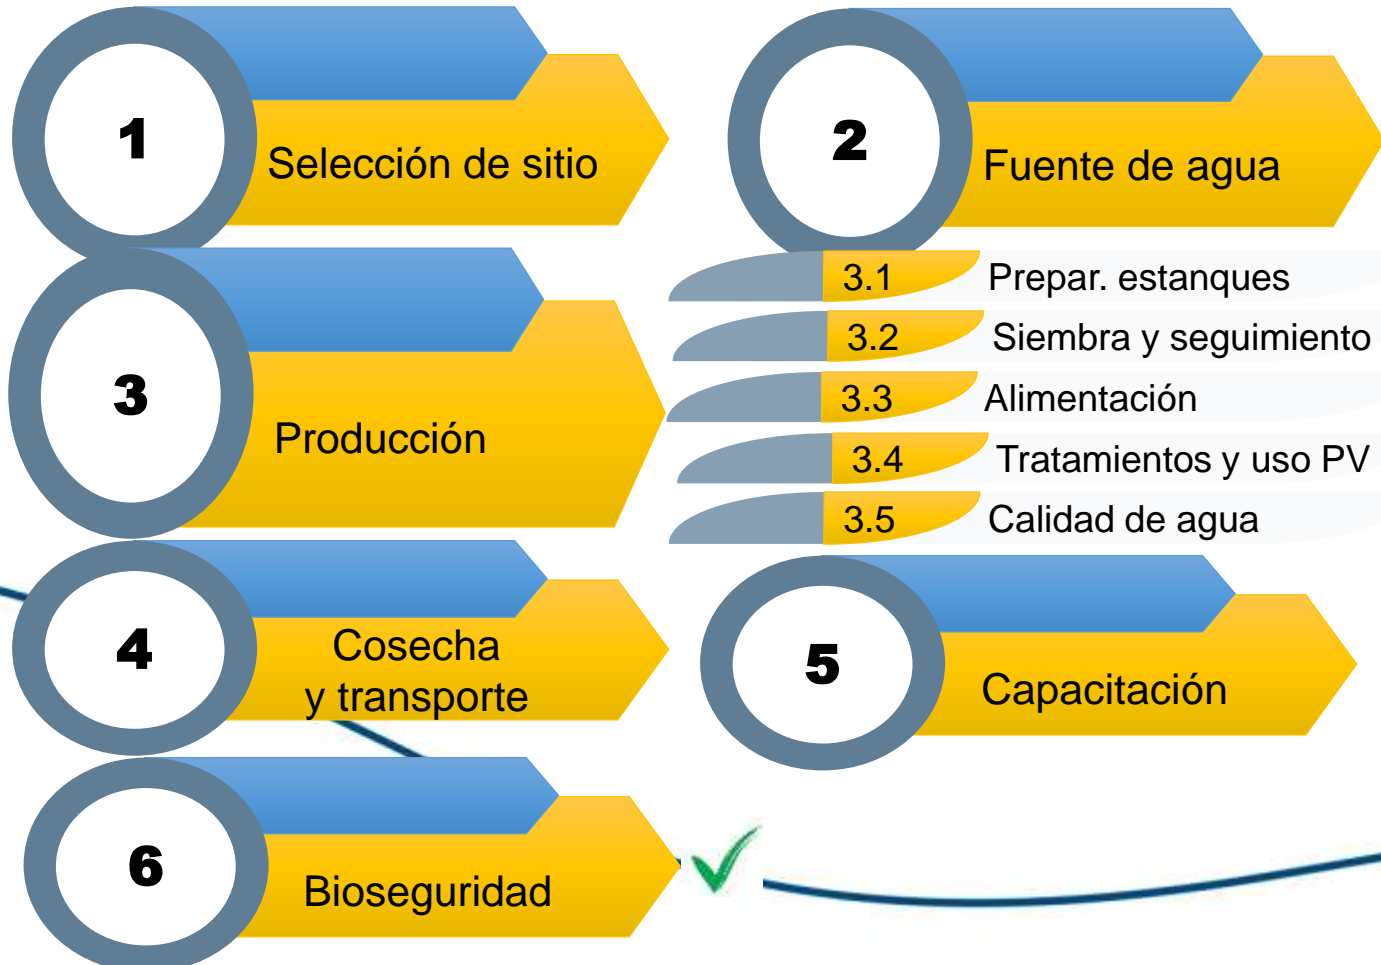 1
Selección de sitio
2
Fuente de agua
3
Producción
3.1 Prepar. estanques
3.2 Siembra y seguimiento
3.3 Alimentación
3.4 Tratamientos y uso PV
3.5 Calidad de agua
4
Cosecha
y transporte
5
Capacitación
6
Bioseguridad